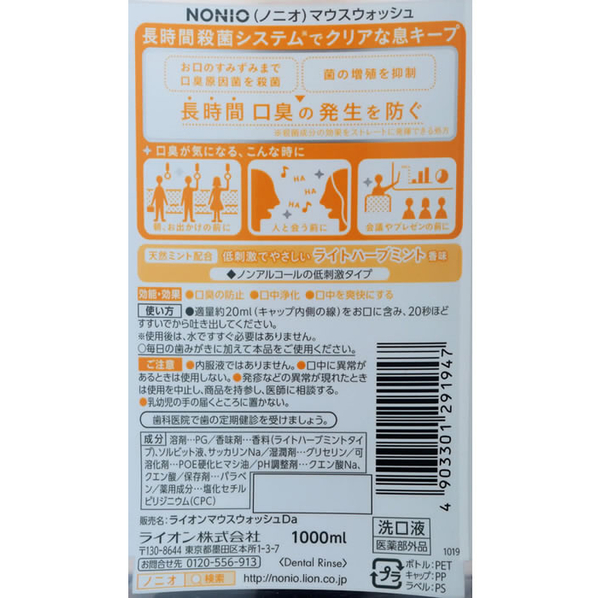 NONIO(ノニオ)マウスウォッシュ
長時間殺菌システム※でクリアな息キープ
お口のすみずみまで
口臭原因菌を殺菌
菌の増殖を抑制
長時間 口臭の発生を防ぐ
※殺菌成分の効果をストレートに発揮できる処方
+ 口臭が気になる、こんな時に
朝、お出かけの前に
HA
HA
HA
人と会う前に
会議やプレゼンの前に
天然ミント配合 低刺激でやさしい ライトハーブミント 香味
◆ノンアルコールの低刺激タイプ
効能・効果 ●口臭の防止 ●口中浄化 ●口中を爽快にする
使い方 ●適量約20ml(キャップ内側の線)をお口に含み、20秒ほど
すすいでから吐き出してください。
※使用後は、水ですすぐ必要はありません。
○毎日の歯みがきに加えて本品をご使用ください。
ご注意 ●内服液ではありません。●口中に異常が
あるときは使用しない。●発疹などの異常が現れたとき
は使用を中止し、商品を持参し、医師に相談する。
●乳幼児の手の届くところに置かない。
歯科医院で歯の定期健診を受けましょう。
成分 溶剤…PG/香味剤…香料(ライトハーブミントタイ
プ)、ソルビット液、サッカリンNa/湿潤剤…グリセリン/可
溶化剤…POE硬化ヒマシ油/pH調整剤…クエン酸Na、
クエン酸/保存剤…パラベ
ン/薬用成分…塩化セチル
ピリジニウム(CPC)
4 903301 291947
販売名:ライオンマウスウォッシュDa
ライオン株式会社 1000ml
〒130-8644 東京都墨田区本所1-3-7
お問合せ先 0120-556-913 〈Dental Rinse〉
ノニオ 検索 http://nonio.lion.co.jp
洗口液
医薬部外品
1019
プラ
ボトル:PET
キャップ:PP
ラベル:PS